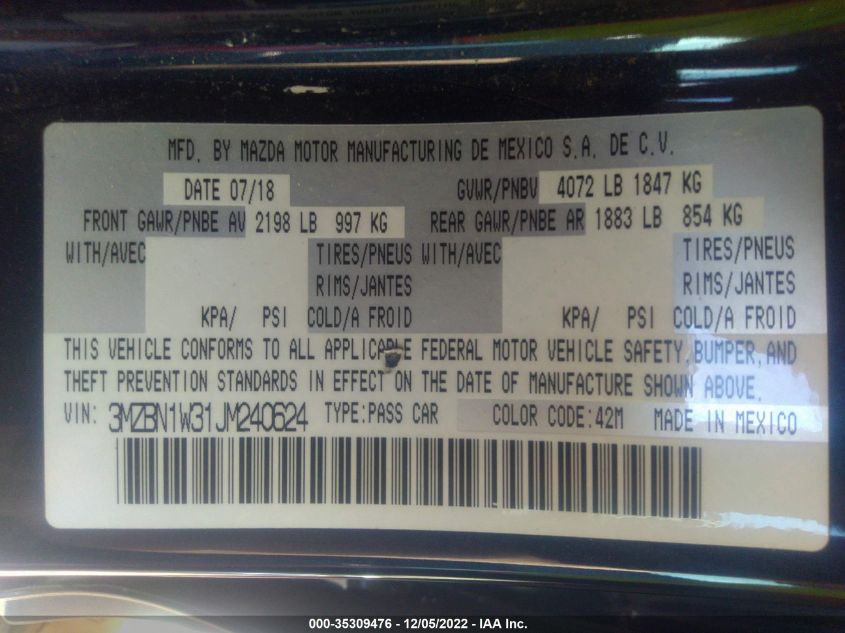 MFD. BY MAZDA MOTOR MANUFACTURING DE MEXICO S.A. DE C.V.
DATE 07/18 GVWR/PNBV 4072 LB 1847 KG
FRONT GAWR/PNBE AV 2198 LB 997 KG REAR GAWR/PNBE AR 1883 LB 854 KG
WITH/AVEC TIRES/PNEUS WITH/AVEC TIRES/PNEUS
RIMS/JANTES RIMS/JANTES
KPA/ PSI COLD/A FROID KPA/ PSI COLD/A FROID
THIS VEHICLE CONFORMS TO ALL APPLICABLE FEDERAL MOTOR VEHICLE SAFETY, BUMPER, AND
THEFT PREVENTION STANDARDS IN EFFECT ON THE DATE OF MANUFACTURE SHOWN ABOVE.
VIN: 3MZBN1W31JM240624 TYPE:PASS CAR COLOR CODE:42M MADE IN MEXICO
000-35309476 - 12/05/2022 - IAA Inc.